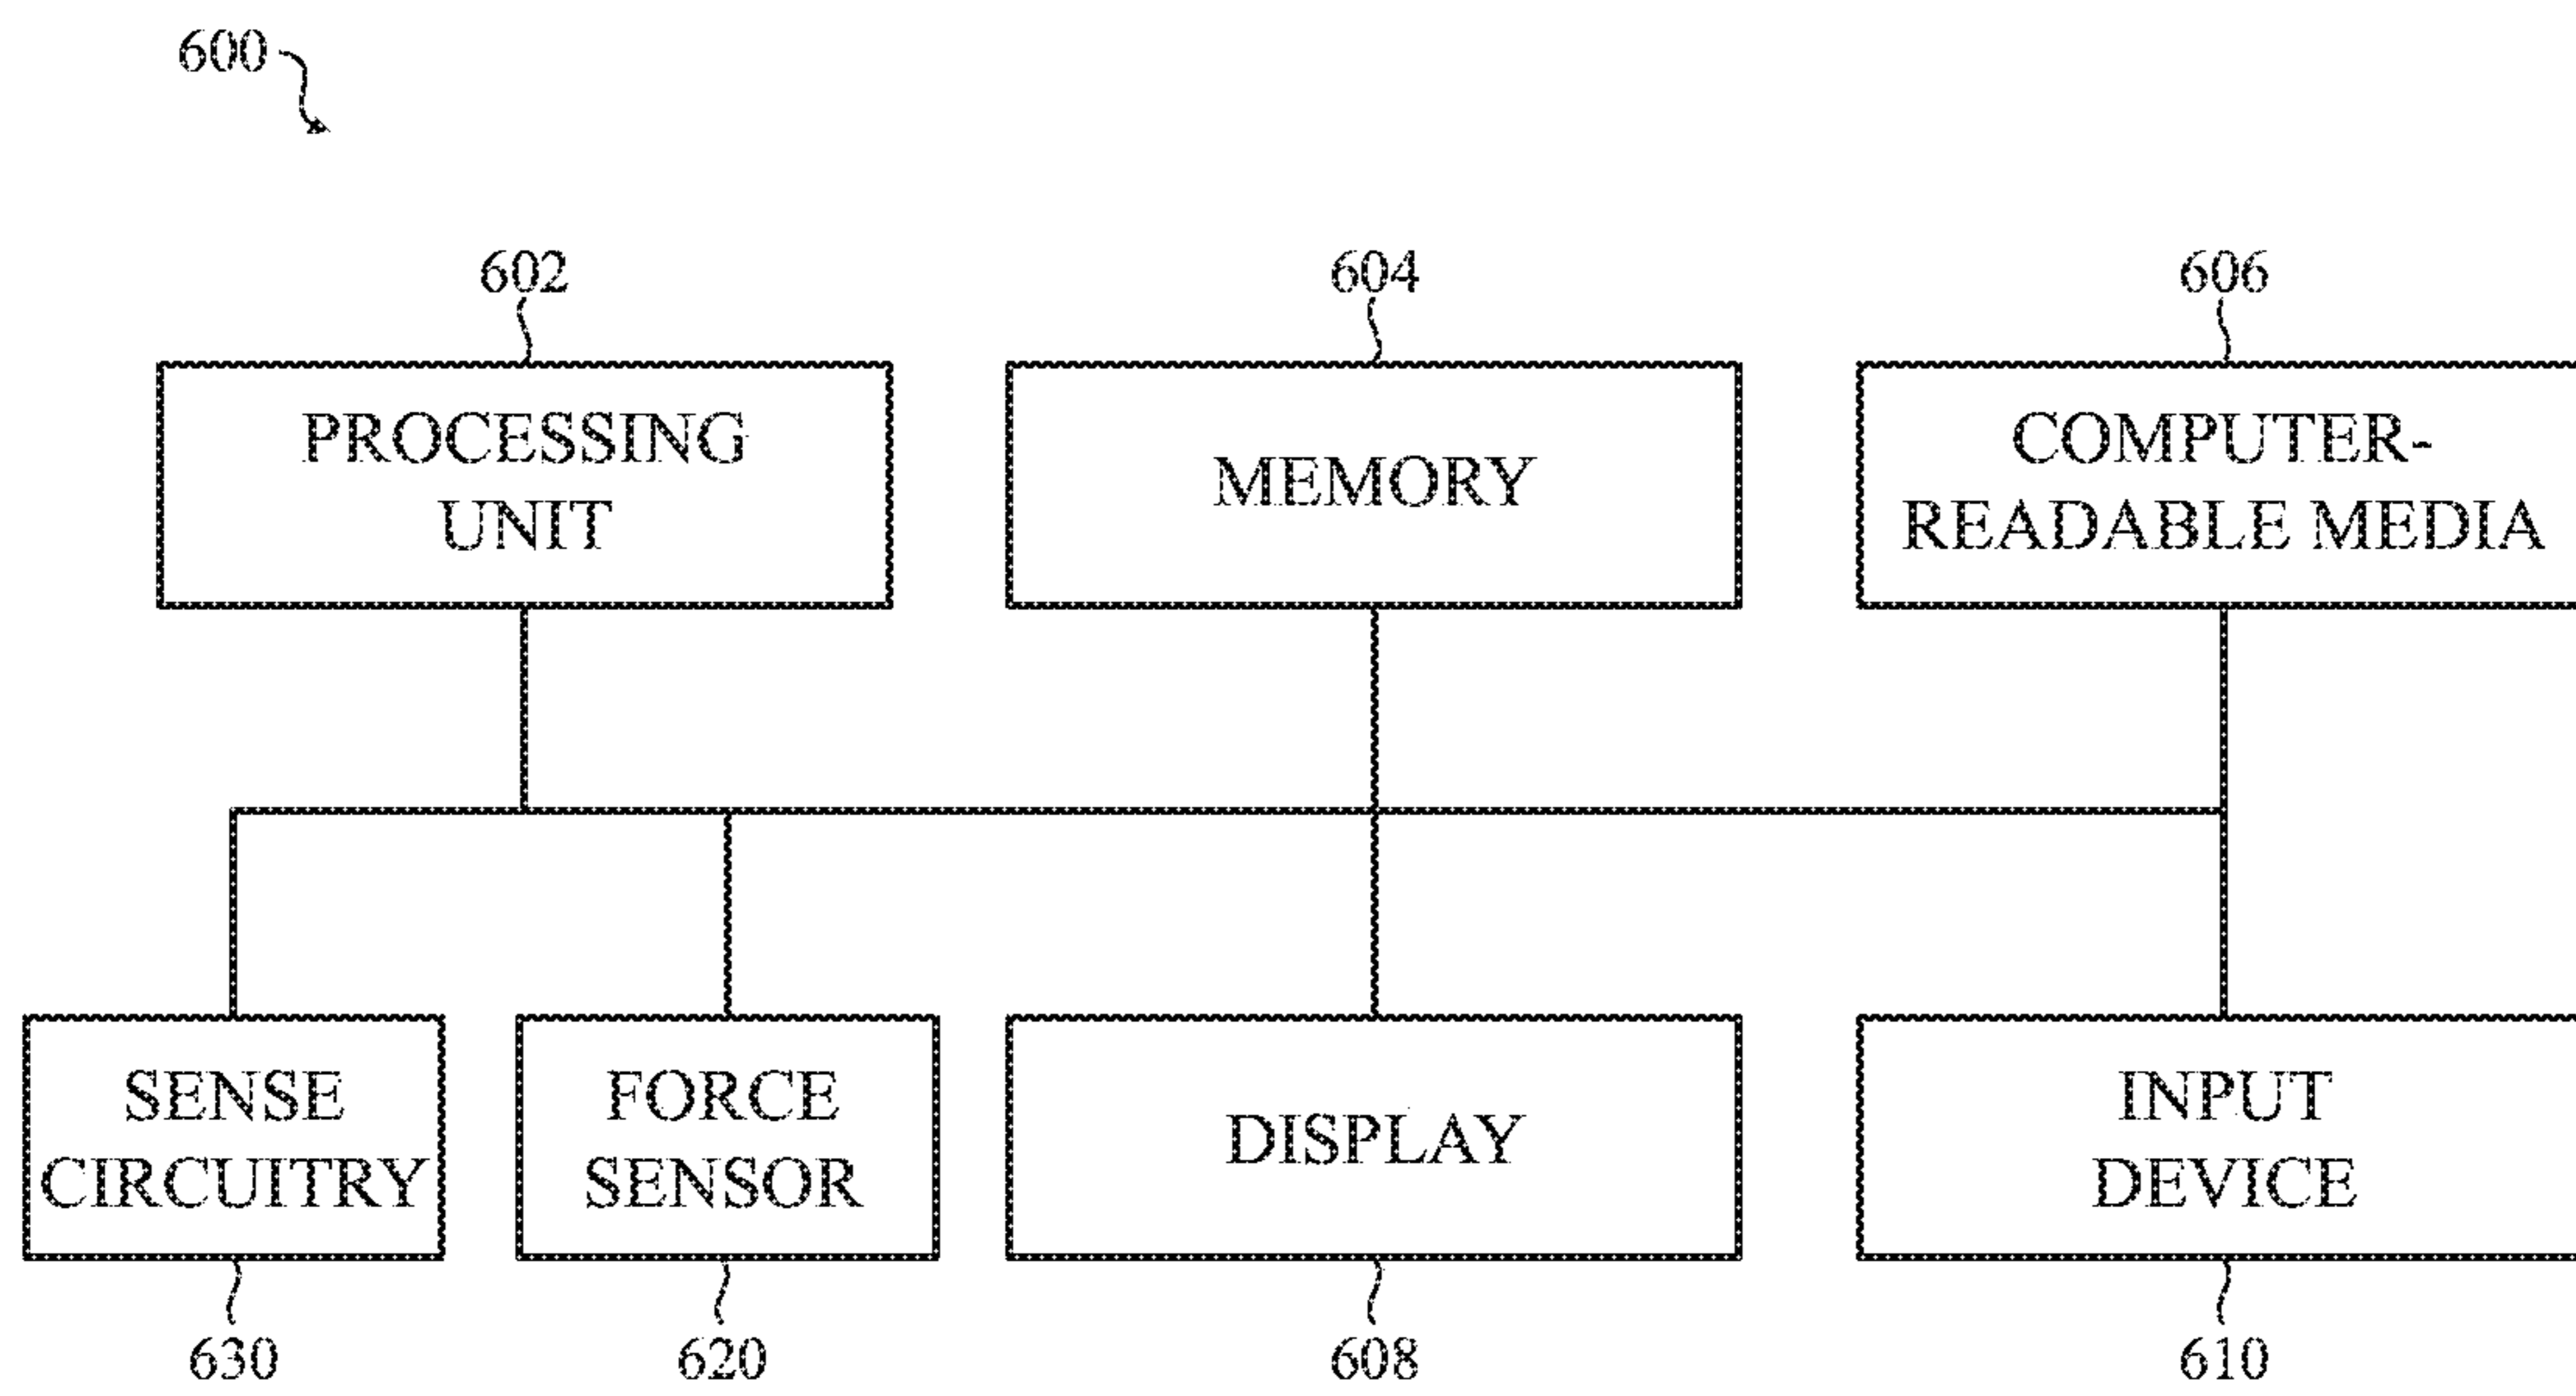 600
602
604
606
PROCESSING
UNIT
MEMORY
COMPUTER-
READABLE MEDIA
SENSE
CIRCUITRY
FORCE
SENSOR
DISPLAY
INPUT
DEVICE
630
620
608
610